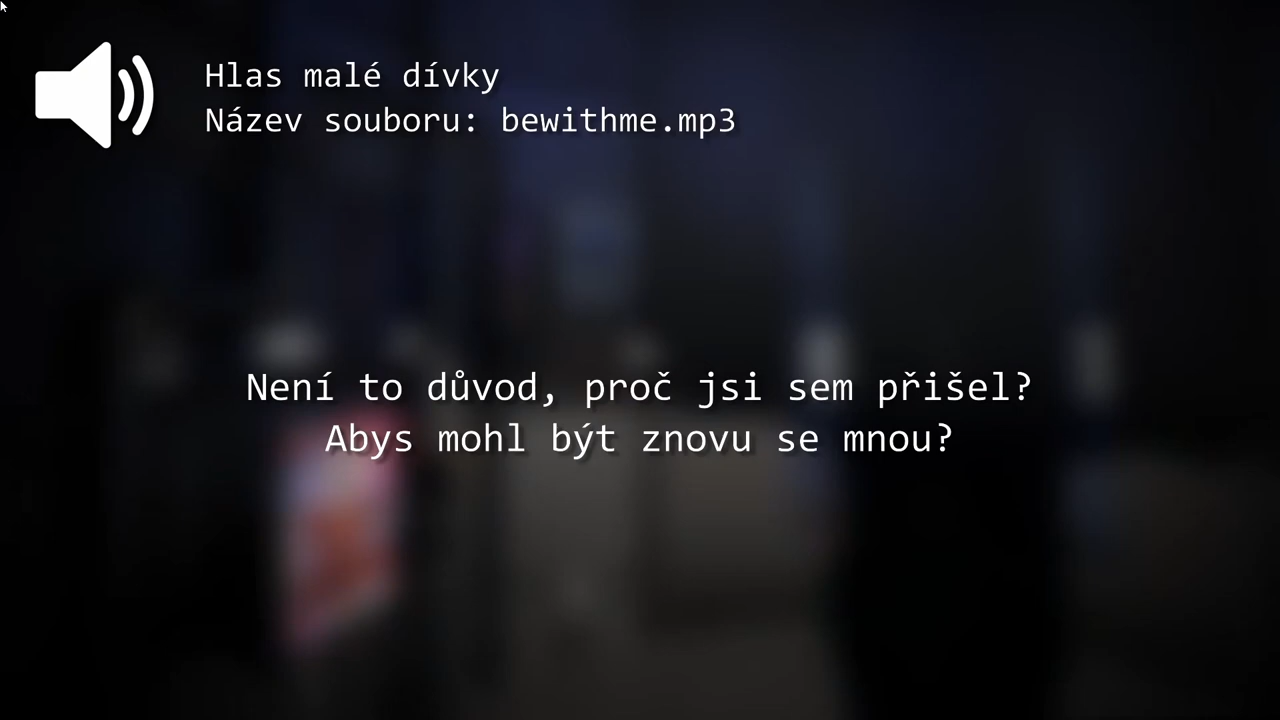 Hlas malé dívky
Název souboru: bewithme.mp3
Není to důvod, proč jsi sem přišel?
Abys mohl být znovu se mnou?